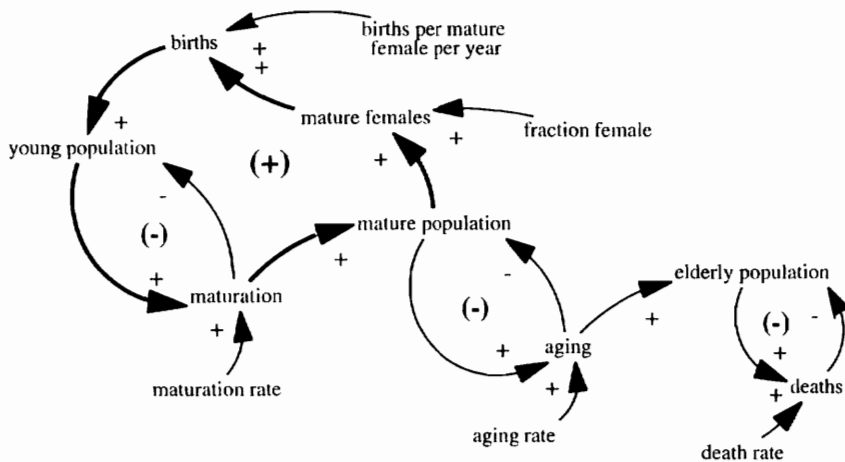 births per mature
births
+
female per year
+
mature females
+
+
fraction female
young population
+
(+)
+
-
mature population
(-)
+
-
elderly population
+
maturation
(-)
+
+
(-)
-
+
+
aging
+
deaths
maturation rate
+
aging rate
death rate